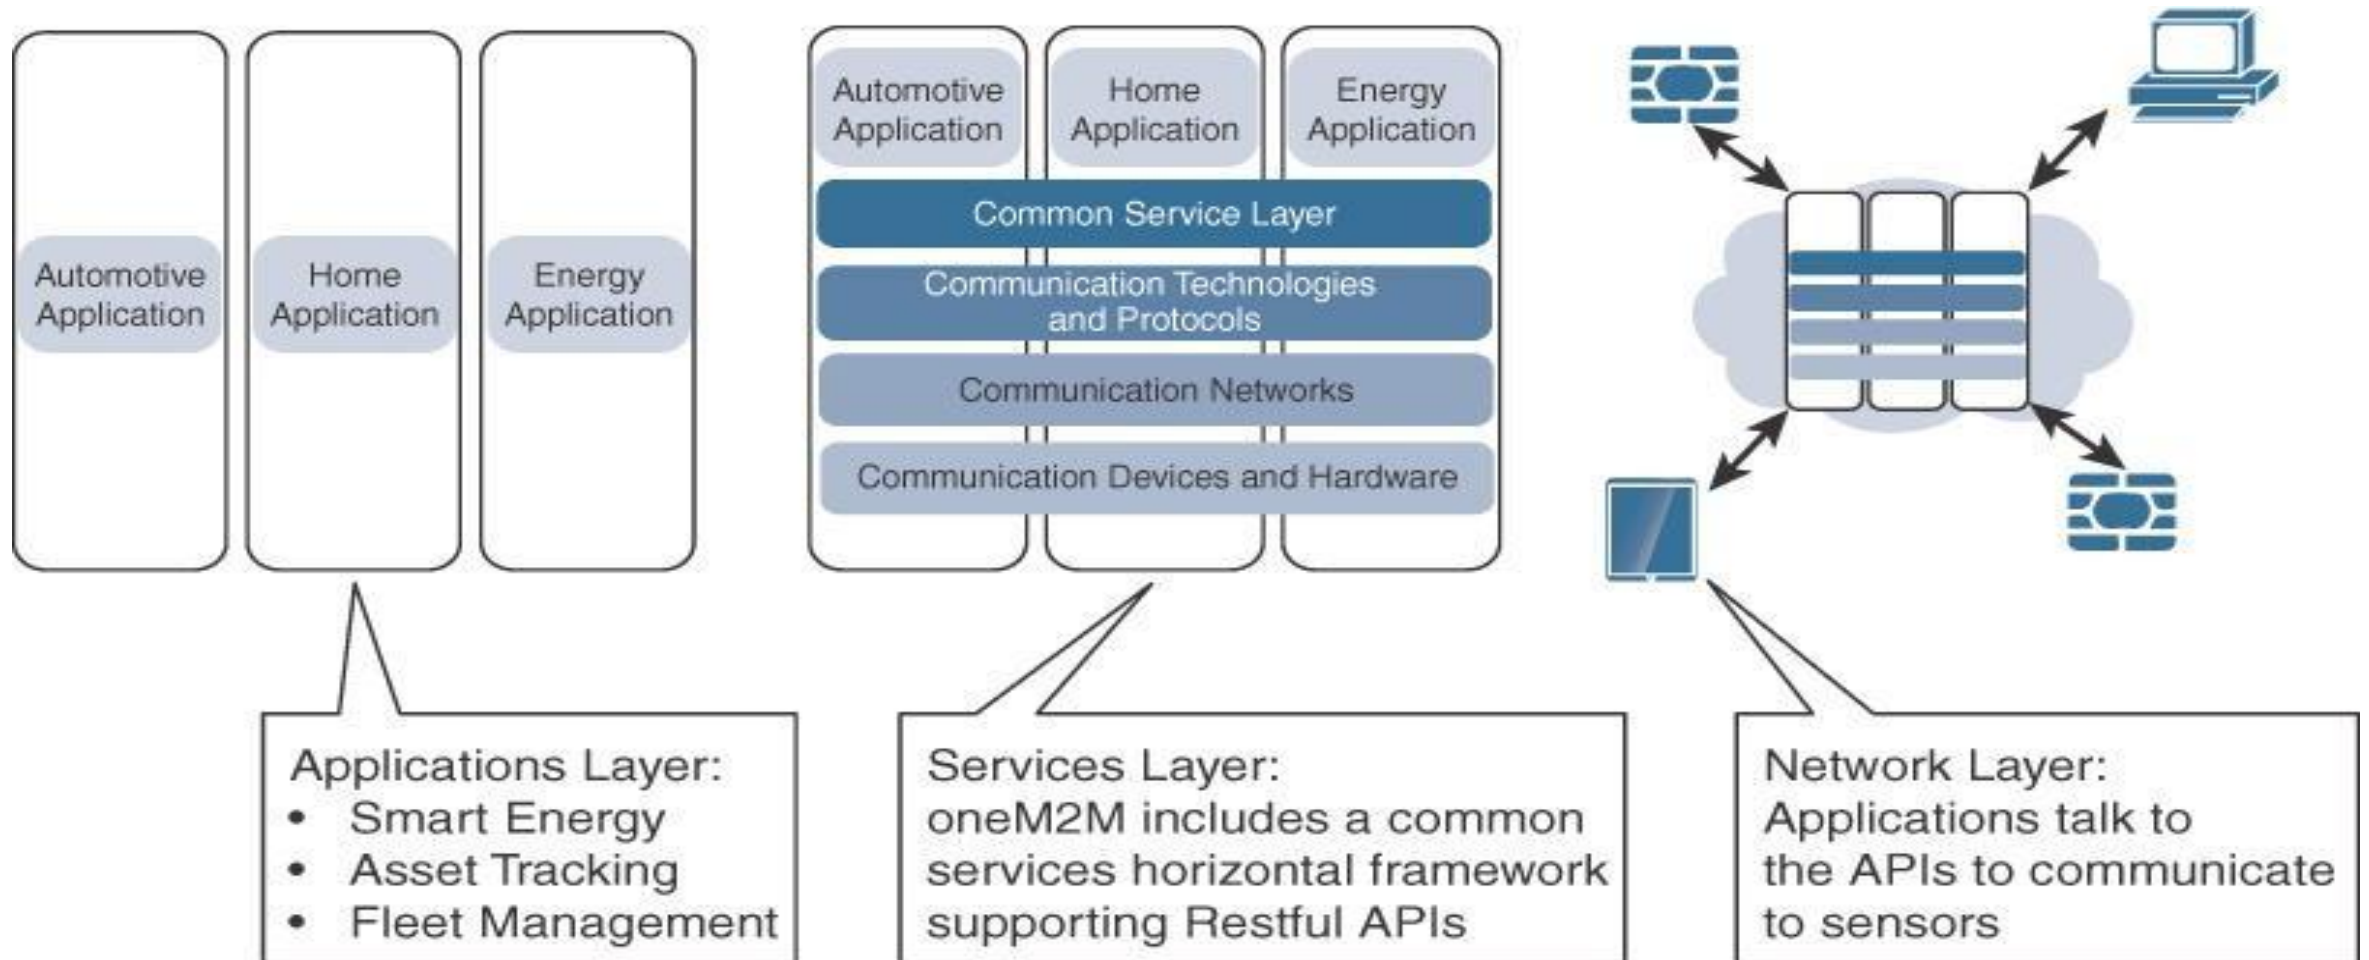 Automotive
Application
Home
Application
Energy
Application
Automotive
Application
Home
Application
Energy
Application
Common Service Layer
Communication Technologies
and Protocols
Communication Networks
Communication Devices and Hardware
Applications Layer:
• Smart Energy
• Asset Tracking
• Fleet Management
Services Layer:
oneM2M includes a common
services horizontal framework
supporting Restful APIs
Network Layer:
Applications talk to
the APIs to communicate
to sensors